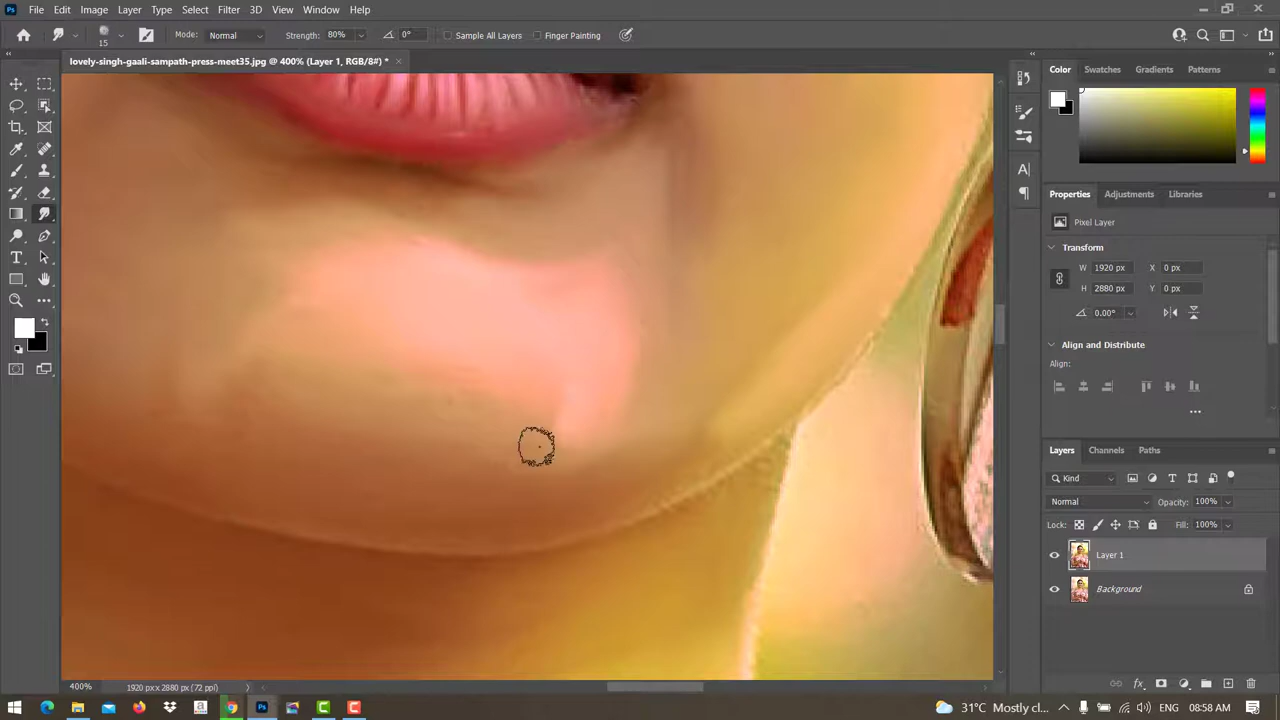 Ps File Edit Image Layer Type Select Filter 3D View Window Help
15 Mode: Normal Strength: 80% 0° Sample All Layers Finger Painting
lovely-singh-gaali-sampath-press-meet35.jpg @ 400% (Layer 1, RGB/8#) *
Color Swatches Gradients Patterns
Properties Adjustments Libraries
Pixel Layer
Transform
W 1920 px X 0 px
H 2880 px Y 0 px
0.00°
Align and Distribute
Align:
Layers Channels Paths
Kind
Normal Opacity: 100%
Lock: Fill: 100%
Layer 1
Background
400% 1920 px x 2880 px (72 ppi)
31°C Mostly cl... ENG 08:58 AM